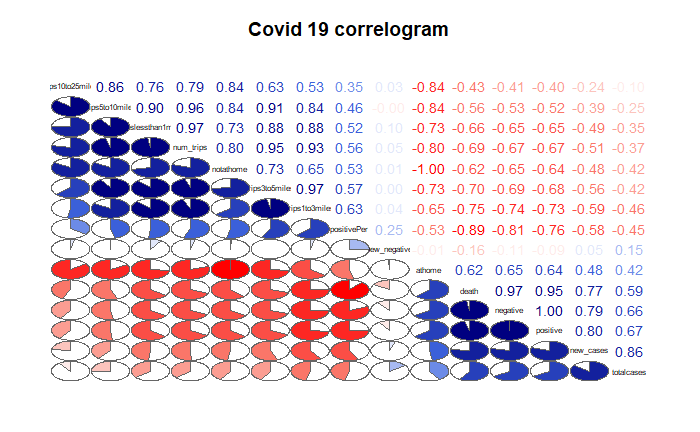 Covid 19 correlogram
ips10to25mile 0.86 0.76 0.79 0.84 0.63 0.53 0.35 0.03 -0.84 -0.43 -0.41 -0.40 -0.24 -0.10
ips5to10mile 0.90 0.96 0.84 0.91 0.84 0.46 -0.00 -0.84 -0.56 -0.53 -0.52 -0.39 -0.25
slessthan1m 0.97 0.73 0.88 0.88 0.52 0.10 -0.73 -0.66 -0.65 -0.65 -0.49 -0.35
num_trips 0.80 0.95 0.93 0.56 0.05 -0.80 -0.69 -0.67 -0.67 -0.51 -0.37
notathome 0.73 0.65 0.53 0.01 -1.00 -0.62 -0.65 -0.64 -0.48 -0.42
ips3to5mile 0.97 0.57 0.00 -0.73 -0.70 -0.69 -0.68 -0.56 -0.42
ips1to3mile 0.63 0.04 -0.65 -0.75 -0.74 -0.73 -0.59 -0.46
positivePer 0.25 -0.53 -0.89 -0.81 -0.76 -0.58 -0.45
new_negative -0.01 -0.16 -0.11 -0.09 0.05 0.15
athome 0.62 0.65 0.64 0.48 0.42
death 0.97 0.95 0.77 0.59
negative 1.00 0.79 0.66
positive 0.80 0.67
new_cases 0.86
totalcases